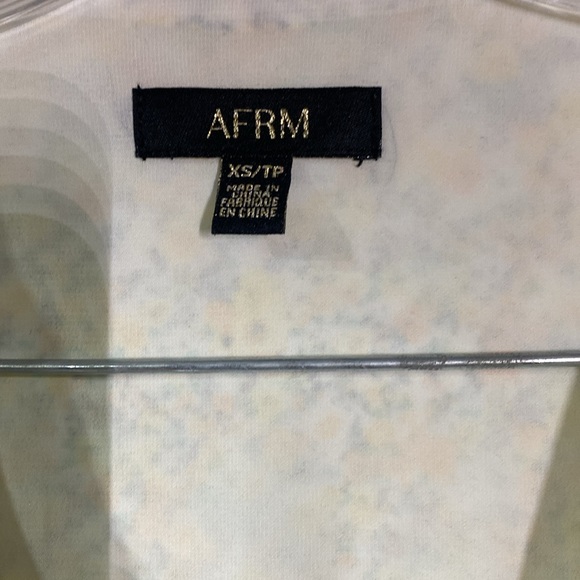 AFRM
XS/TP
MADE IN
CHINA
FABRIQUE
EN CHINE